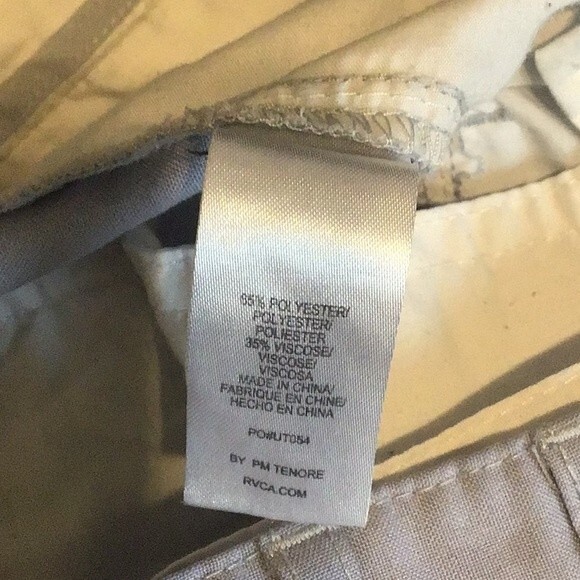 65% POLYESTER/
POLYESTER/
POLIESTER
35% VISCOSE/
VISCOSE/
VISCOSA
MADE IN CHINA/
FABRIQUE EN CHINE/
HECHO EN CHINA
PO#UT054
BY PM TENORE
RVCA.COM